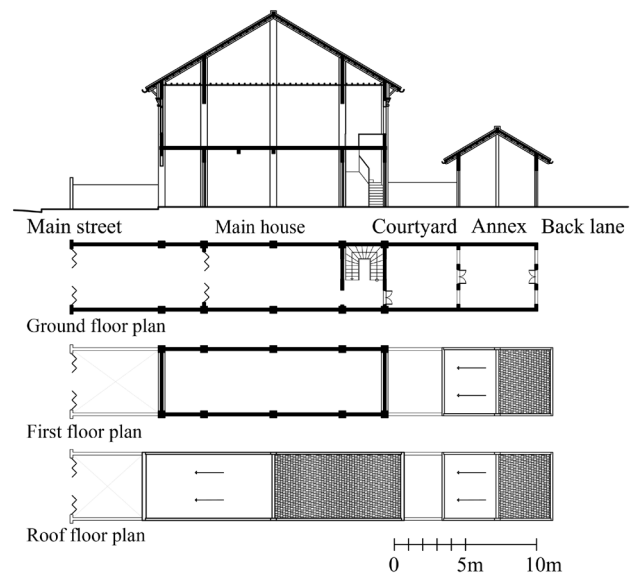 Main street Main house Courtyard Annex Back lane
Ground floor plan
First floor plan
Roof floor plan
0 5m 10m